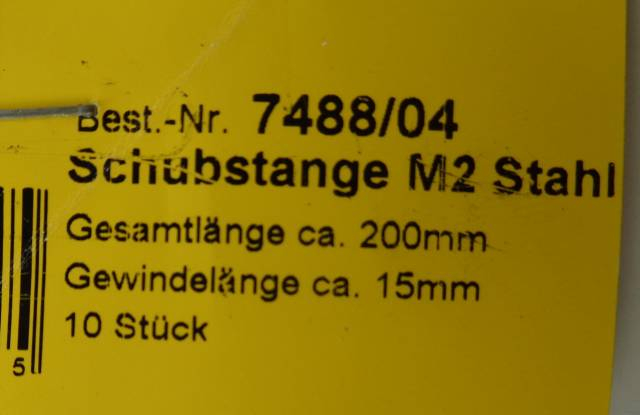 Best.-Nr. 7488/04
Schubstange M2 Stahl
Gesamtlänge ca. 200mm
Gewindelänge ca. 15mm
10 Stück
5